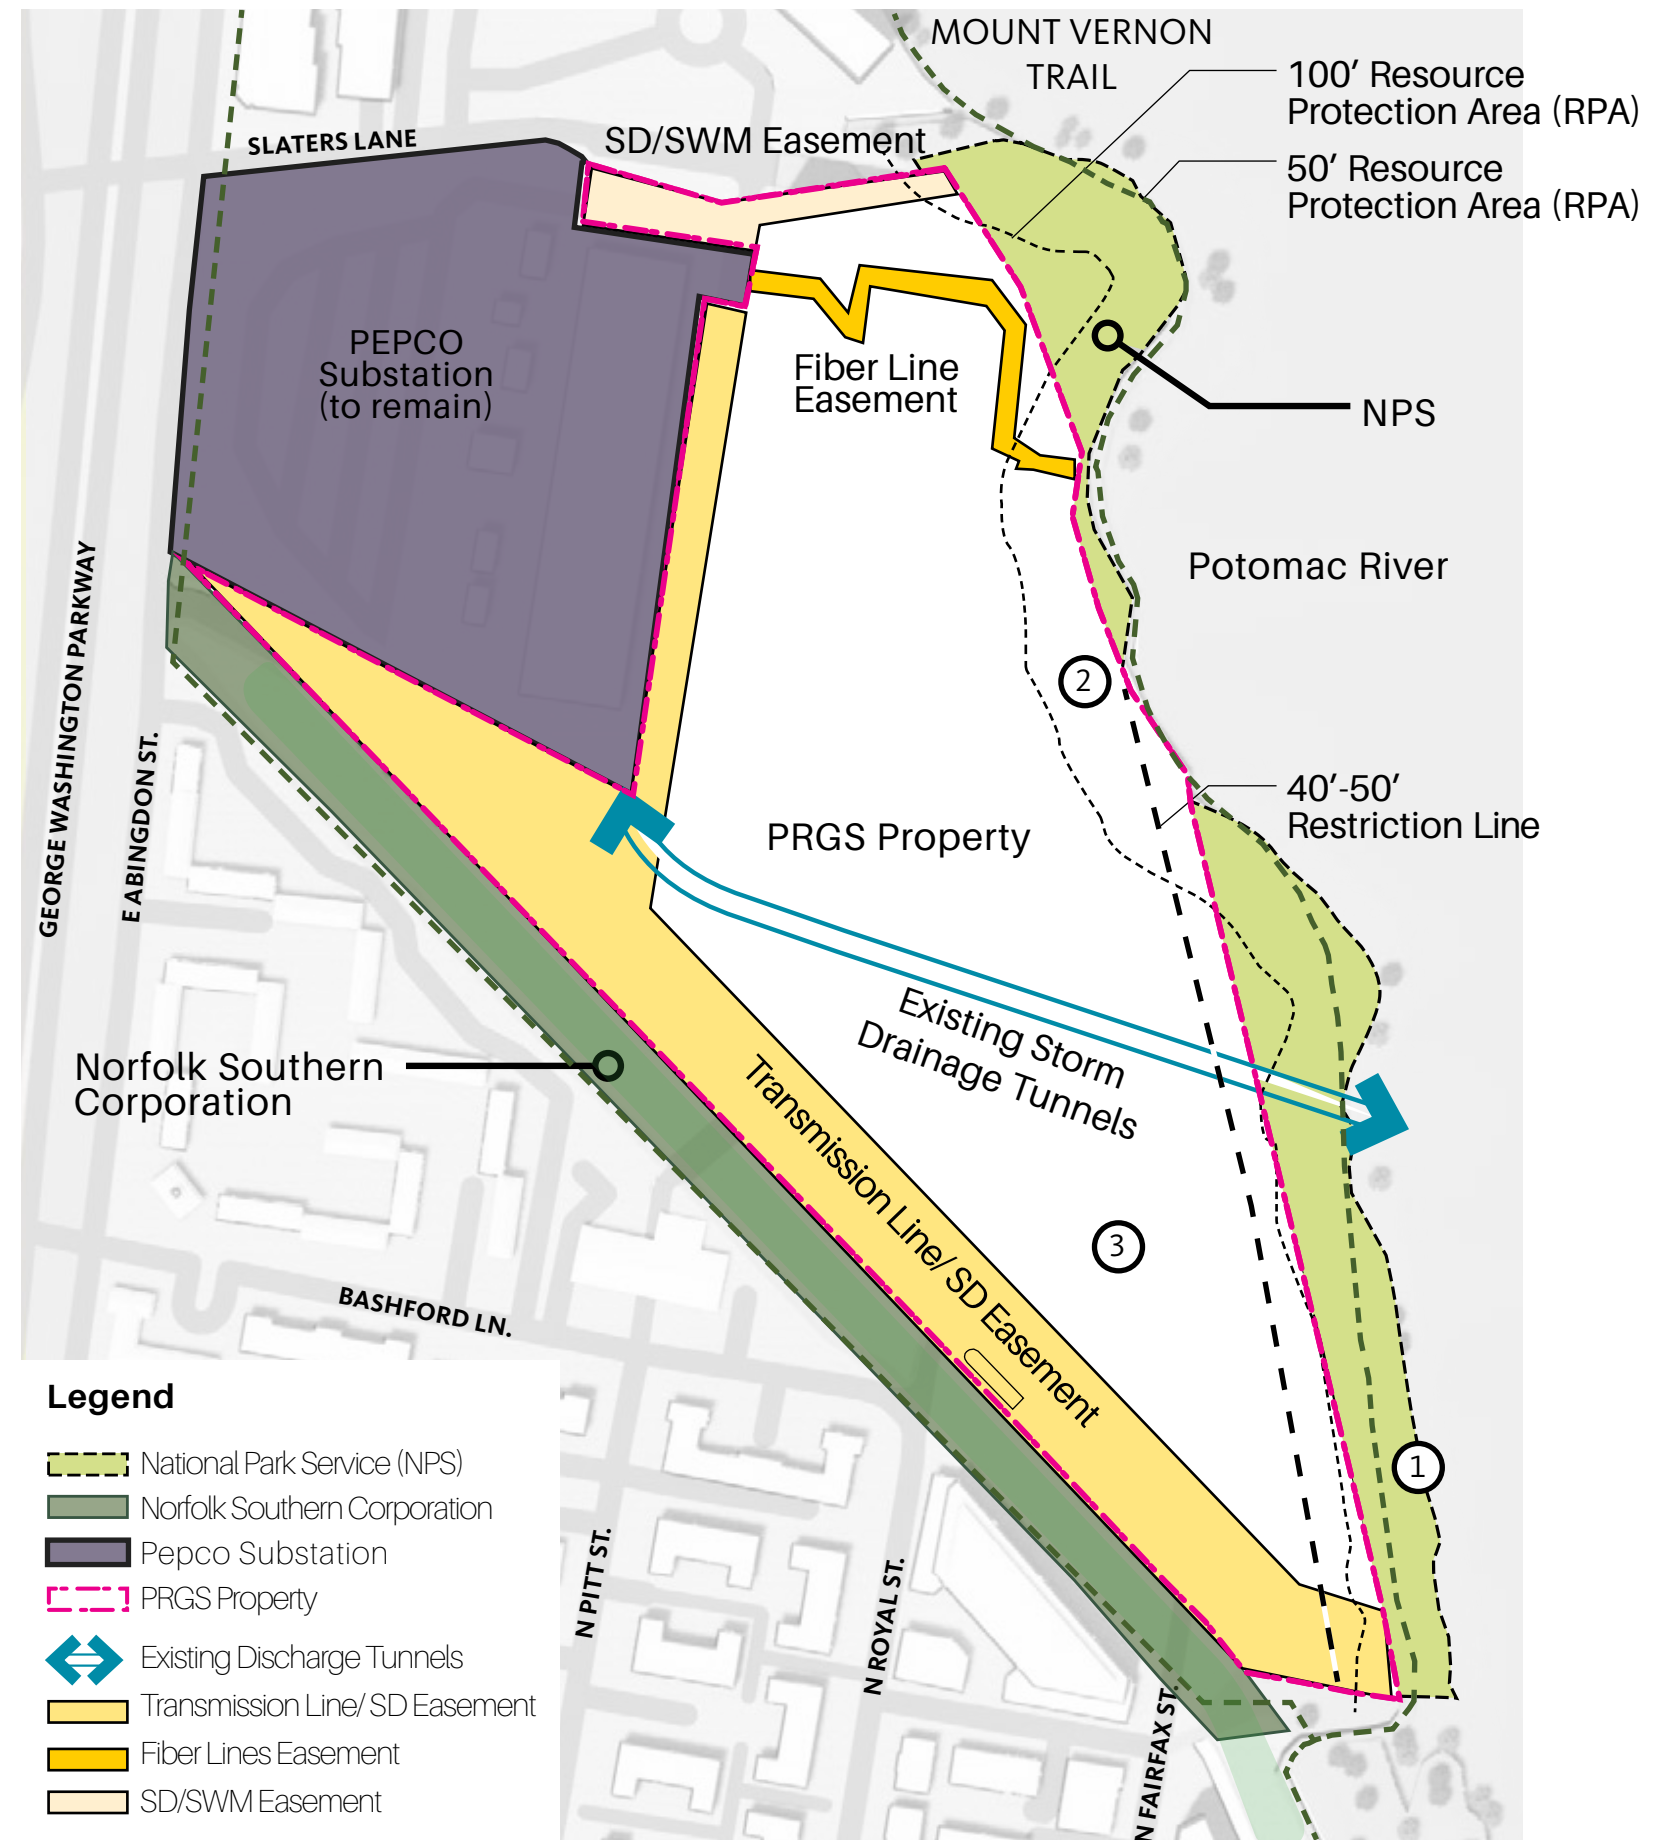 MOUNT VERNON
TRAIL
100′ Resource
Protection Area (RPA)
SLATERS LANE
SD/SWM Easement
50′ Resource
Protection Area (RPA)
PEPCO
Substation
(to remain)
Fiber Line
Easement
NPS
Potomac River
GEORGE WASHINGTON PARKWAY
E ABINGDON ST.
2
40′-50′
Restriction Line
PRGS Property
Existing Storm
Drainage Tunnels
Norfolk Southern
Corporation
Transmission Line/ SD Easement
3
BASHFORD LN.
1
N PITT ST.
N ROYAL ST.
N FAIRFAX ST.
Legend
National Park Service (NPS)
Norfolk Southern Corporation
Pepco Substation
PRGS Property
Existing Discharge Tunnels
Transmission Line/ SD Easement
Fiber Lines Easement
SD/SWM Easement